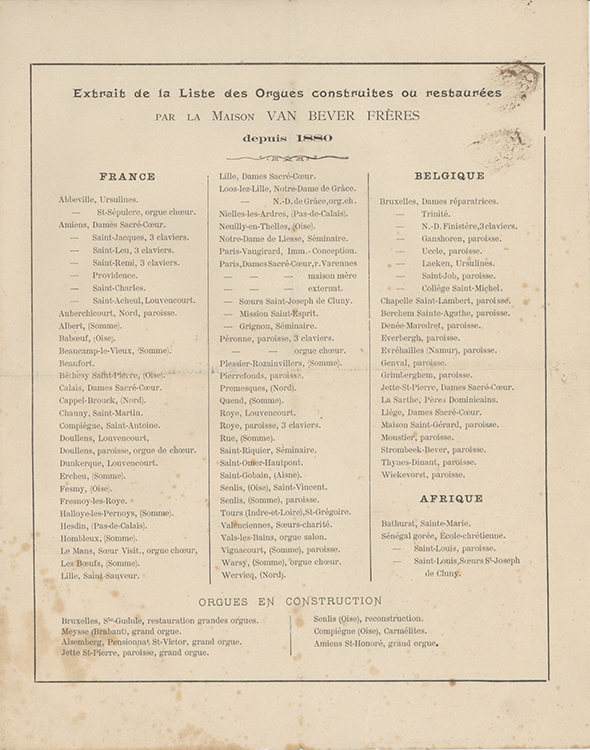 Extrait de la Liste des Orgues construites ou restaurées
PAR LA MAISON VAN BEVER FRÈRES
depuis 1880
FRANCE
Abbeville, Ursulines.
— St-Sépulcre, orgue chœur.
Amiens, Dames Sacré-Cœur.
— Saint-Jacques, 3 claviers.
— Saint-Leu, 3 claviers.
— Saint-Remi, 3 claviers.
— Providence.
— Saint-Charles.
— Saint-Acheul, Louvencourt.
Auberchicourt, Nord, paroisse.
Albert, (Somme).
Babœuf, (Oise).
Beaucamp-le-Vieux, (Somme).
Beaufort.
Béthésy Saint-Pierre, (Oise).
Calais, Dames Sacré-Cœur.
Cappel-Brouck, (Nord).
Chauny, Saint-Martin.
Compiègne, Saint-Antoine.
Doullens, Louvencourt,
Doullens, paroisse, orgue de chœur.
Dunkerque, Louvencourt.
Ercheu, (Somme).
Fesmy, (Oise).
Fresnoy-les-Roye.
Halloye-les-Pernoys, (Somme).
Hesdin, (Pas-de-Calais).
Hombleux, (Somme).
Le Mans, Sœur Visit., orgue chœur,
Les Bœufs, (Somme).
Lille, Saint-Sauveur.
Lille, Dames Sacré-Cœur.
Loos-lez-Lille, Notre-Dame de Grâce.
— N.-D. de Grâce, org. ch.
Nielles-les-Ardres, (Pas-de-Calais).
Neuilly-en-Thelles, (Oise).
Notre-Dame de Liesse, Séminaire.
Paris-Vaugirard, Imm.-Conception.
Paris, Dames Sacré-Cœur, r. Varennes
— — — maison mère
— — — externat.
— Sœurs Saint-Joseph de Cluny.
— Mission Saint-Esprit.
— Grignon, Séminaire.
Péronne, paroisse, 3 claviers.
— — orgue chœur.
Plessier-Rozainvillers, (Somme).
Pierrefonds, paroisse.
Premesques, (Nord).
Quend, (Somme).
Roye, Louvencourt.
Roye, paroisse, 3 claviers.
Rue, (Somme).
Saint-Riquier, Séminaire.
Saint-Omer-Hautpont.
Saint-Gobain, (Aisne).
Senlis, (Oise), Saint-Vincent.
Senlis, (Somme), paroisse.
Tours (Indre-et-Loire), St-Grégoire.
Valenciennes, Sœurs-charité.
Vals-les-Bains, orgue salon.
Vignacourt, (Somme), paroisse.
Warsy, (Somme), orgue chœur.
Wervicq, (Nord).
BELGIQUE
Bruxelles, Dames réparatrices.
— Trinité.
— N.-D. Finistère, 3 claviers.
— Ganshoren, paroisse.
— Uccle, paroisse.
— Laeken, Ursulines.
— Saint-Job, paroisse.
— Collège Saint-Michel.
Chapelle Saint-Lambert, paroisse.
Berchem Sainte-Agathe, paroisse.
Denée-Maredret, paroisse.
Everbergh, paroisse.
Evréhailles (Namur), paroisse.
Genval, paroisse.
Grimberghem, paroisse.
Jette-St-Pierre, Dames Sacré-Cœur.
La Sarthe, Pères Dominicains.
Liége, Dames Sacré-Cœur.
Maison Saint-Gérard, paroisse.
Moustier, paroisse.
Strombeek-Bever, paroisse.
Thynes-Dinant, paroisse.
Wickevorst, paroisse.
AFRIQUE
Bathurst, Sainte-Marie.
Sénégal gorée, École-chrétienne.
— Saint-Louis, paroisse.
— Saint-Louis, Sœurs St-Joseph
de Cluny.
ORGUES EN CONSTRUCTION
Bruxelles, Ste-Gudule, restauration grandes orgues.
Meysse (Brabant), grand orgue.
Alsemberg, Pensionnat St-Victor, grand orgue.
Jette St-Pierre, paroisse, grand orgue.
Senlis (Oise), reconstruction.
Compiègne (Oise), Carmélites.
Amiens St-Honoré, grand orgue.